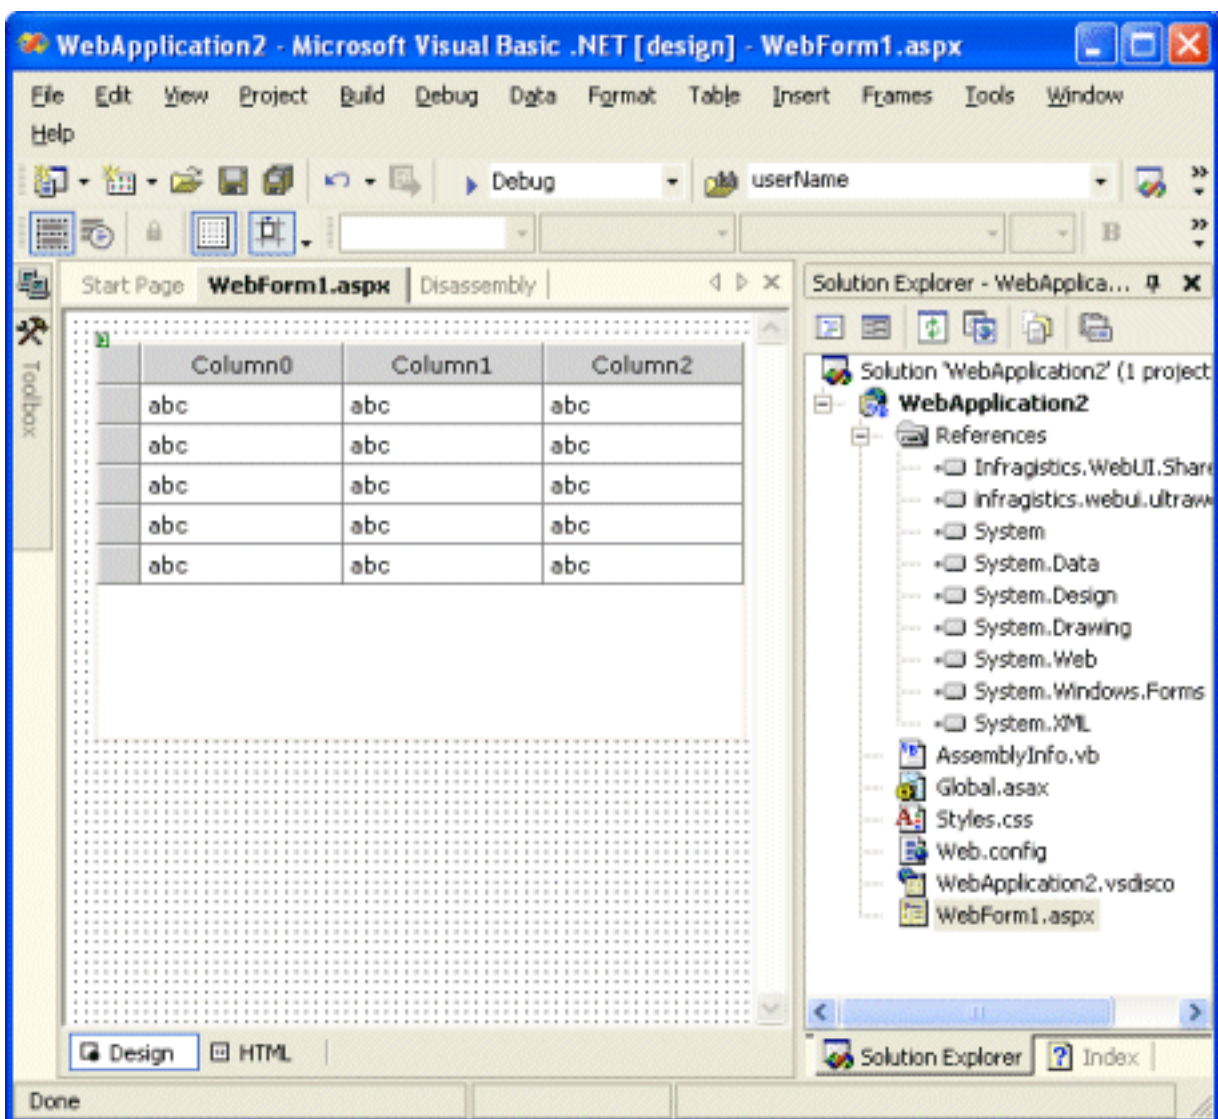 WebApplication2 - Microsoft Visual Basic .NET [design] - WebForm1.aspx
File Edit View Project Build Debug Data Format Table Insert Frames Tools Window
Help
Debug userName
B
Start Page WebForm1.aspx Disassembly
Toolbox
Column0 Column1 Column2
abc abc abc
abc abc abc
abc abc abc
abc abc abc
abc abc abc
Design HTML
Solution Explorer - WebApplica...
Solution 'WebApplication2' (1 project
WebApplication2
References
Infragistics.WebUI.Share
infragistics.webui.ultraw
System
System.Data
System.Design
System.Drawing
System.Web
System.Windows.Forms
System.XML
AssemblyInfo.vb
Global.asax
Styles.css
Web.config
WebApplication2.vsdisco
WebForm1.aspx
Solution Explorer Index
Done